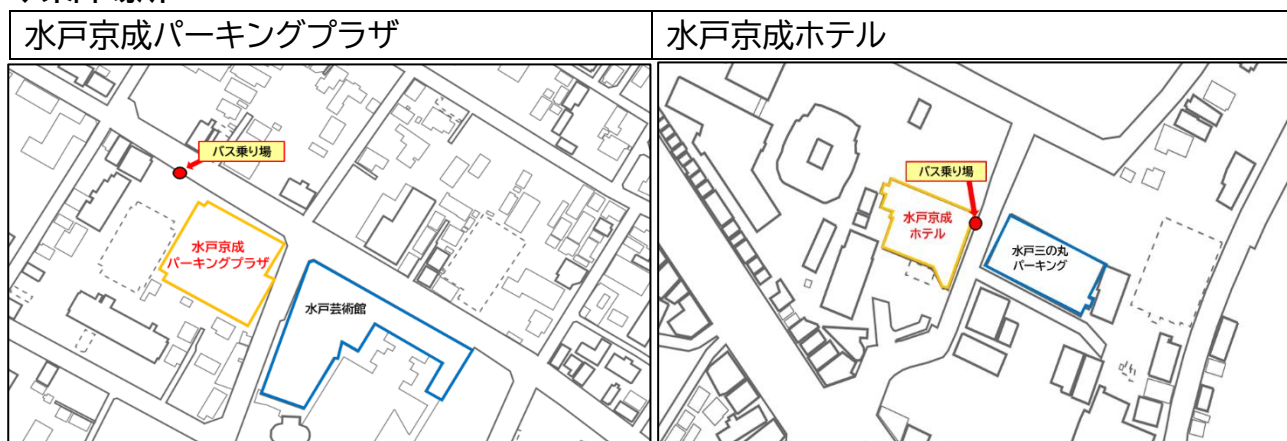 水戸京成パーキングプラザ
水戸京成ホテル
バス乗り場
水戸京成
パーキングプラザ
水戸芸術館
バス乗り場
水戸京成
ホテル
水戸三の丸
パーキング